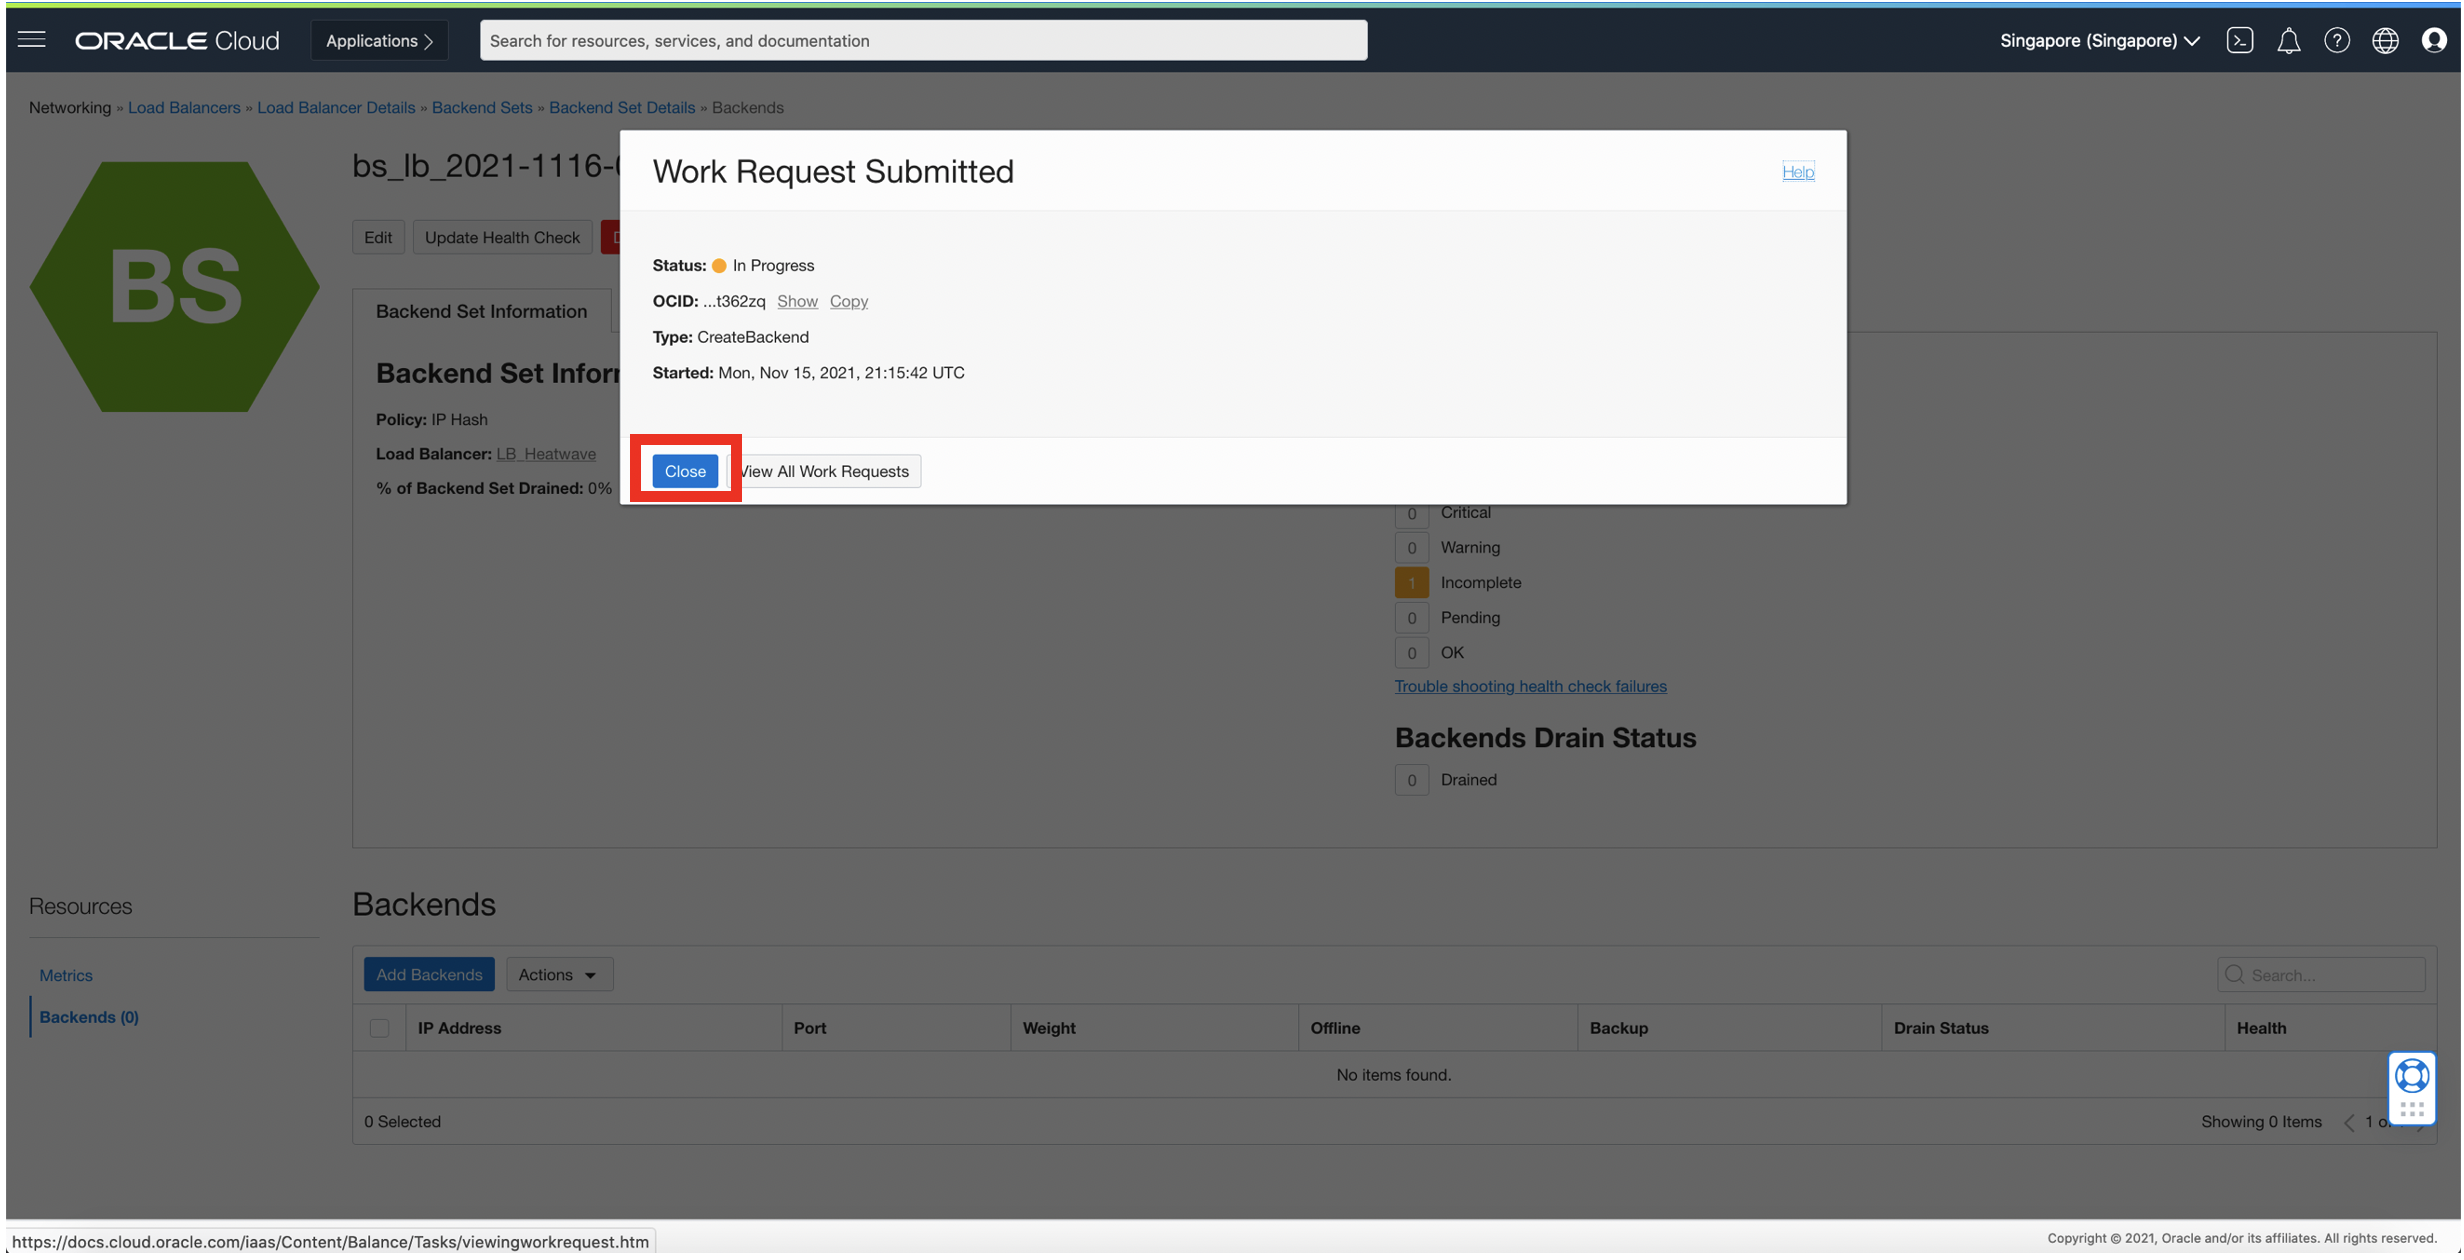 ORACLE Cloud
Applications
Search for resources, services, and documentation
Singapore (Singapore)
Networking » Load Balancers » Load Balancer Details » Backend Sets » Backend Set Details » Backends
BS
bs_lb_2021-1116-
Edit
Update Health Check
Work Request Submitted
Help
Status: In Progress
OCID: ...t362zq Show Copy
Type: CreateBackend
Started: Mon, Nov 15, 2021, 21:15:42 UTC
Close
View All Work Requests
Backend Set Information
Backend Set Infor
Policy: IP Hash
Load Balancer: LB_Heatwave
% of Backend Set Drained: 0%
0 Critical
0 Warning
1 Incomplete
0 Pending
0 OK
Trouble shooting health check failures
Backends Drain Status
0 Drained
Resources
Metrics
Backends (0)
Backends
Add Backends
Actions
Search...
IP Address Port Weight Offline Backup Drain Status Health
No items found.
0 Selected
Showing 0 Items
1 o
https://docs.cloud.oracle.com/iaas/Content/Balance/Tasks/viewingworkrequest.htm
Copyright © 2021, Oracle and/or its affiliates. All rights reserved.